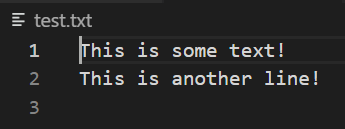 test.txt
1 This is some text!
2 This is another line!
3